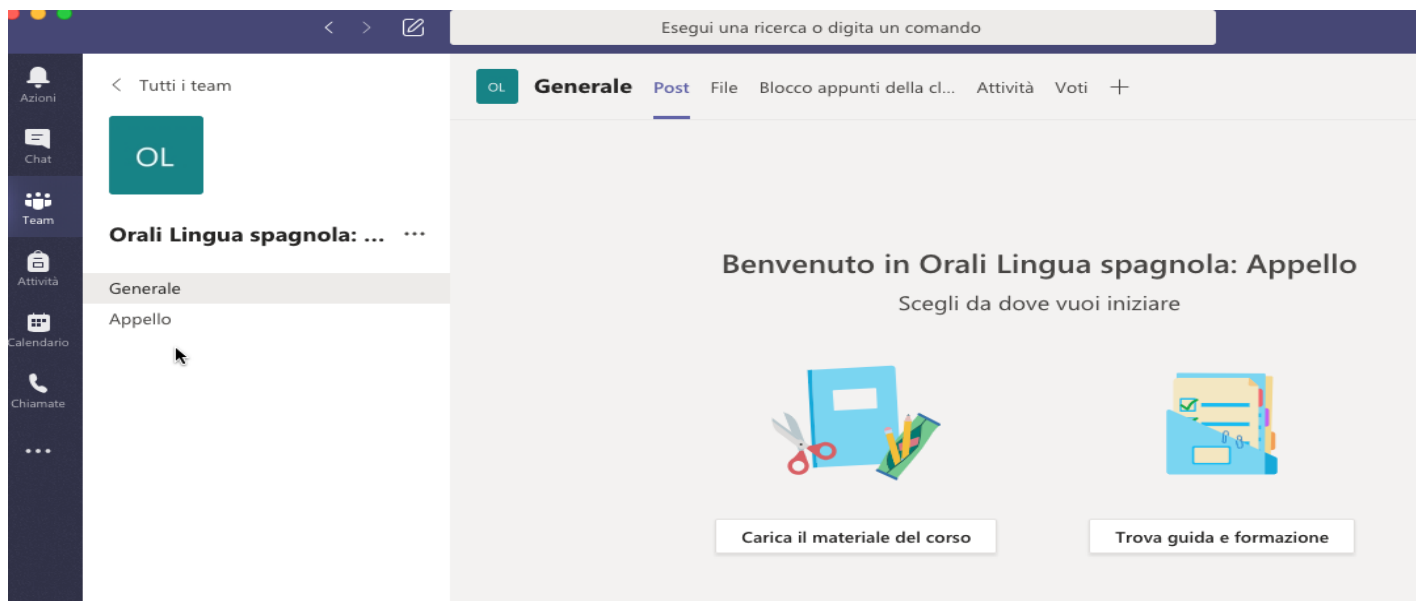 Esegui una ricerca o digita un comando
Azioni
Chat
Team
Attività
Calendario
Chiamate
Tutti i team
OL
Orali Lingua spagnola: ...
Generale
Appello
OL Generale Post File Blocco appunti della cl... Attività Voti
Benvenuto in Orali Lingua spagnola: Appello
Scegli da dove vuoi iniziare
Carica il materiale del corso
Trova guida e formazione